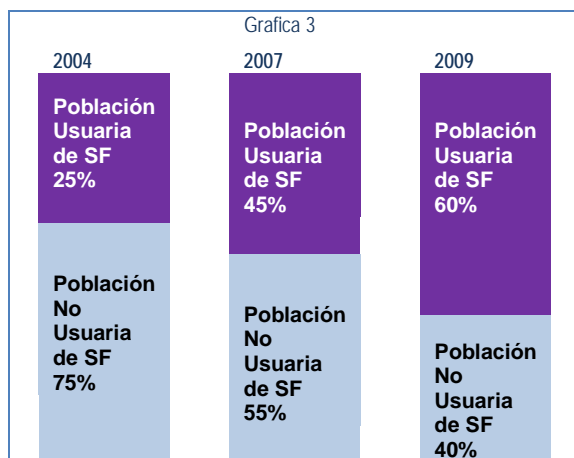 Grafica 3
2004
2007
2009
Población
Usuaria
de SF
25%
Población
Usuaria
de SF
45%
Población
Usuaria
de SF
60%
Población
No
Usuaria
de SF
75%
Población
No
Usuaria
de SF
55%
Población
No
Usuaria
de SF
40%